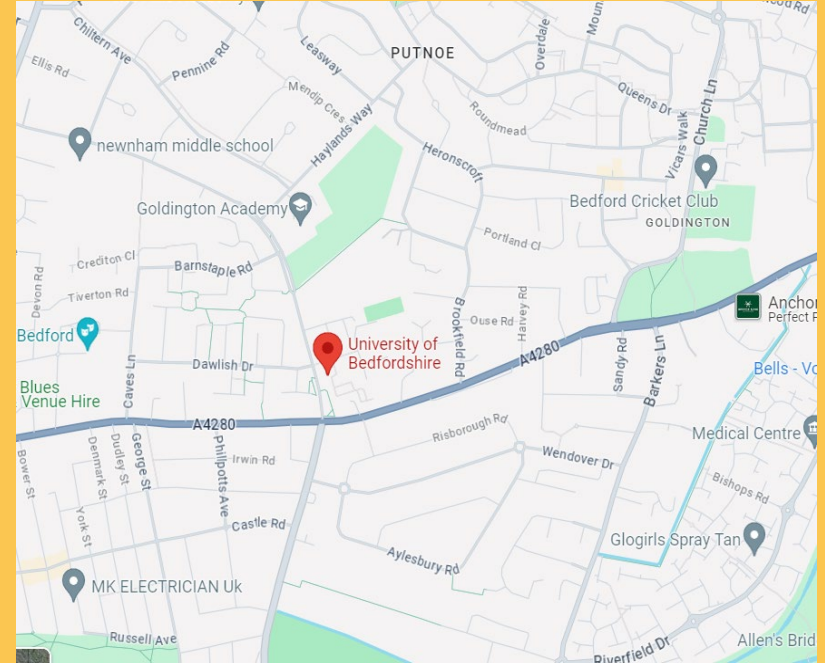 Chiltern Ave
Ellis Rd
Pennine Rd
Leasway
PUTNOE
Overdale
Mendip Cres
Haylands Way
Roundmead
Queens Dr
Church Ln
Vicars Walk
newnham middle school
Heronscroft
Goldington Academy
Bedford Cricket Club
GOLDINGTON
Portland Cl
Crediton Cl
Barnstaple Rd
Devon Rd
Tiverton Rd
Brookfield Rd
Ouse Rd
Harvey Rd
Perfect P
Bedford
University of
Bedfordshire
Dawlish Dr
A4280
Sandy Rd
Barkers Ln
Caves Ln
Blues
Venue Hire
A4280
Risborough Rd
Medical Centre
Bower St
Denmark St
Dudley St
George St
Phillpotts Ave
Irwin Rd
Wendover Dr
Bishops Rd
York St
Castle Rd
Glogirls Spray Tan
Aylesbury Rd
MK ELECTRICIAN Uk
Russell Ave
Riverfield Dr
Allen's Brid